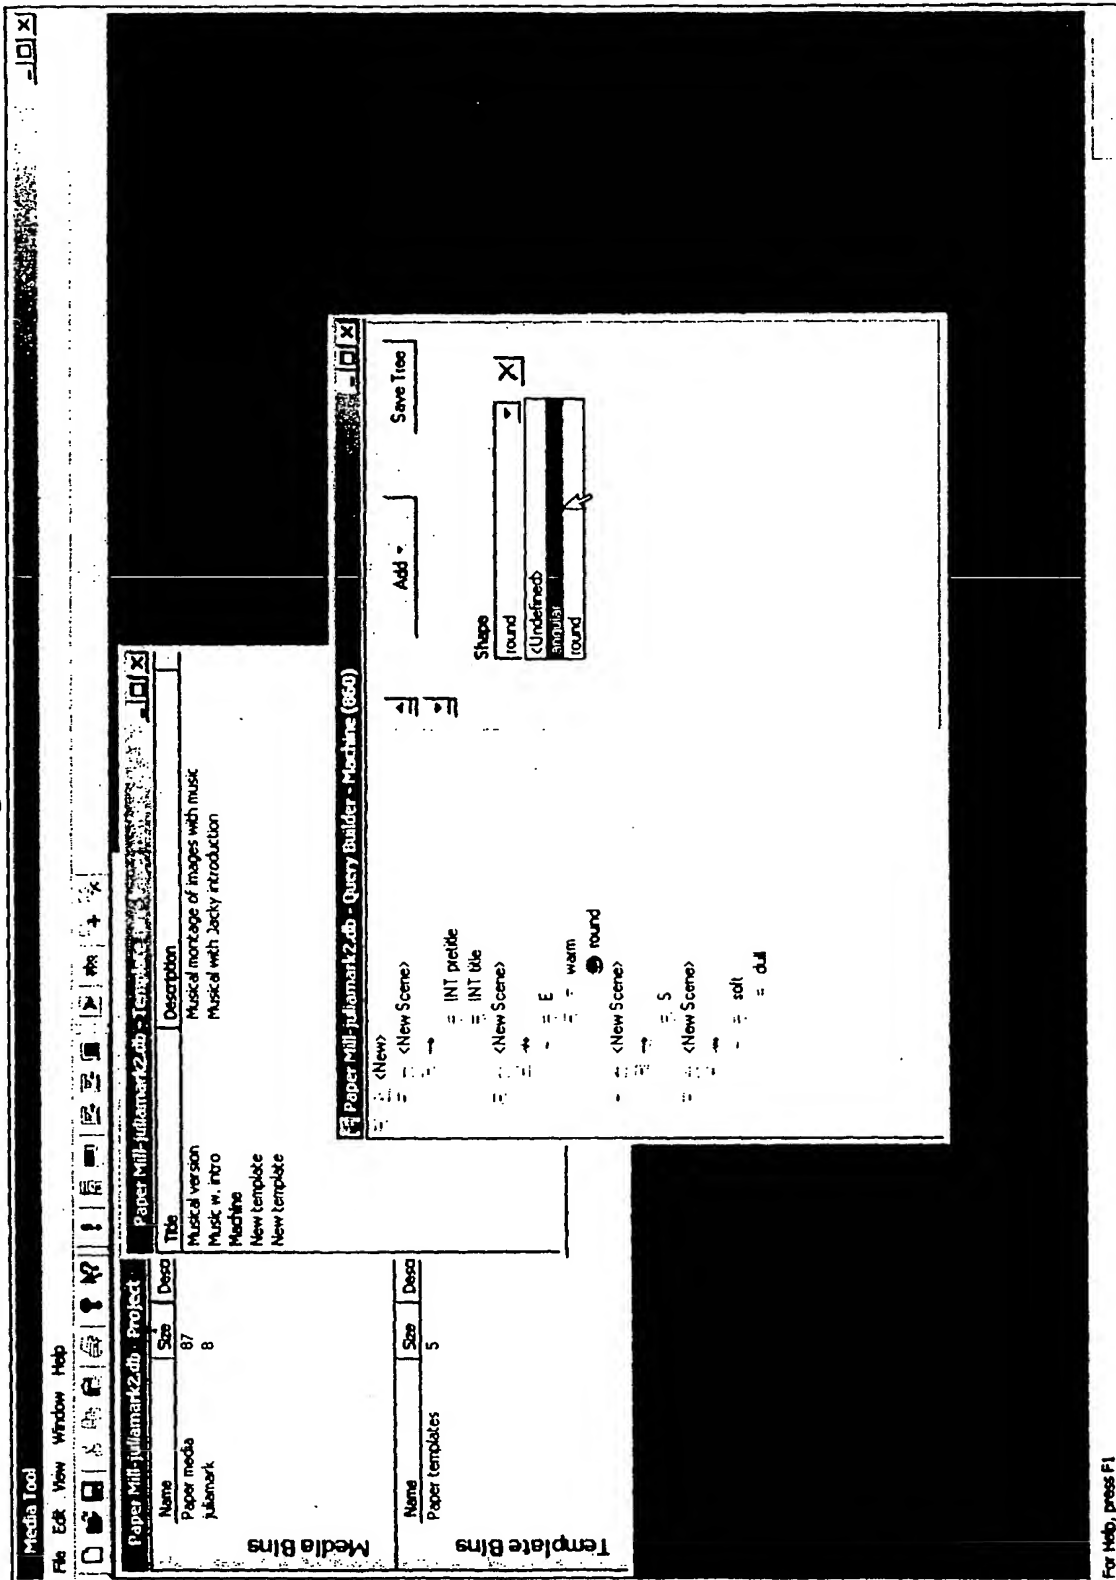 Media Tool
File Edit View Window Help
Paper Mill-juliamark2.db - Project
Name Size Desc
Paper media 87
juliamark 8
Media Bins
Name Size Desc
Paper templates 5
Template Bins
Paper Mill-juliamark2.db -
Title Description
Musical version Musical montage of images with music
Music w. intro Musical with Jacky introduction
Machine
New template
New template
Paper Mill-juliamark2.db - Query Builder - Machine (860)
<New>
<New Scene>
= INT pretitle
= INT title
<New Scene>
= E
= warm
round
<New Scene>
= S
<New Scene>
= soft
= dull
Add
Save Tree
Shape
round
<Undefined>
angular
round
For Help, press F1